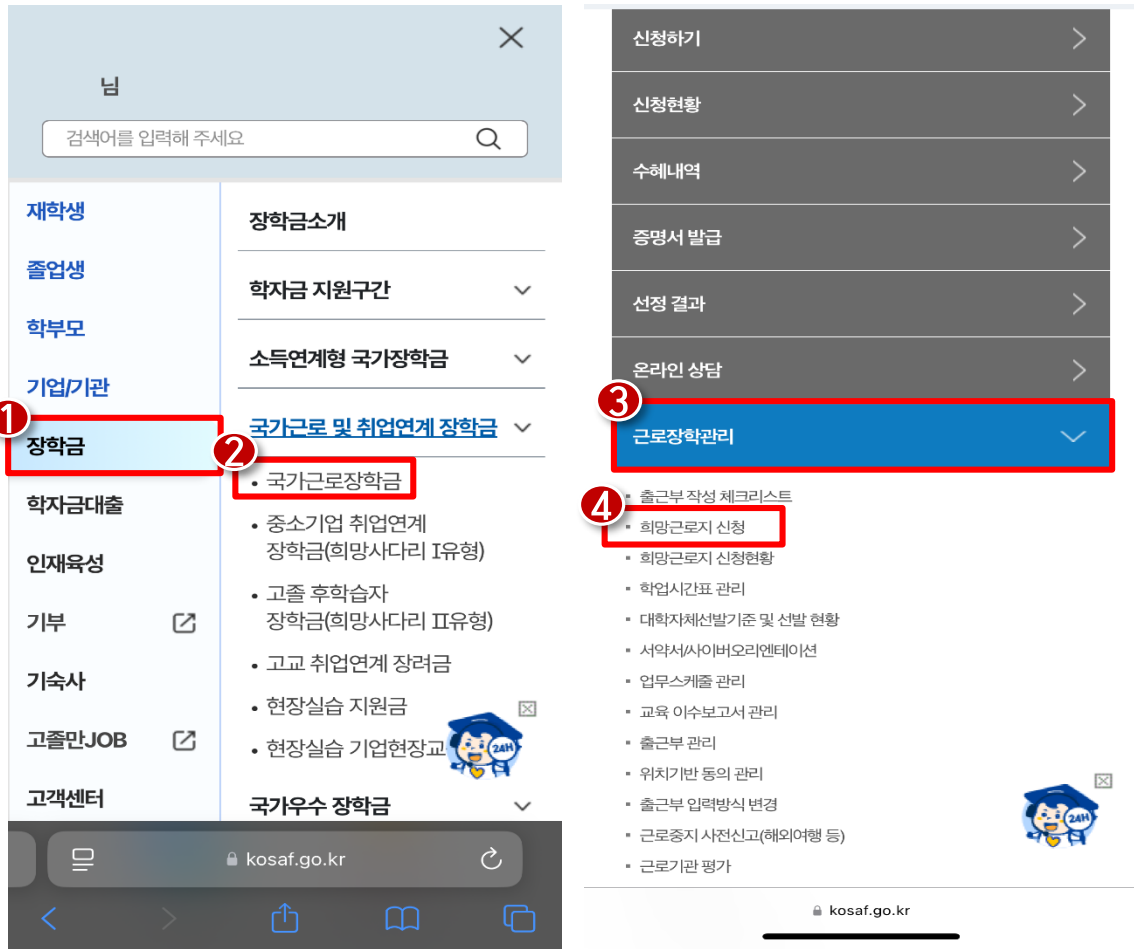 님
검색어를 입력해 주세요
재학생
졸업생
학부모
기업/기관
1
장학금
학자금대출
인재육성
기부
기숙사
고졸만JOB
고객센터
장학금소개
학자금 지원구간
소득연계형 국가장학금
국가근로 및 취업연계 장학금
2
• 국가근로장학금
• 중소기업 취업연계
장학금(희망사다리 I유형)
• 고졸 후학습자
장학금(희망사다리 II유형)
• 고교 취업연계 장려금
• 현장실습 지원금
• 현장실습 기업현장교
24H
국가우수 장학금
kosaf.go.kr
신청하기
신청현황
수혜내역
증명서 발급
선정 결과
온라인 상담
3
근로장학관리
▪ 출근부 작성 체크리스트
4
▪ 희망근로지 신청
▪ 희망근로지 신청현황
▪ 학업시간표 관리
▪ 대학자체선발기준 및 선발 현황
▪ 서약서/사이버오리엔테이션
▪ 업무스케줄 관리
▪ 교육 이수보고서 관리
▪ 출근부 관리
▪ 위치기반 동의 관리
▪ 출근부 입력방식 변경
▪ 근로중지 사전신고(해외여행 등)
▪ 근로기관 평가
24H
kosaf.go.kr